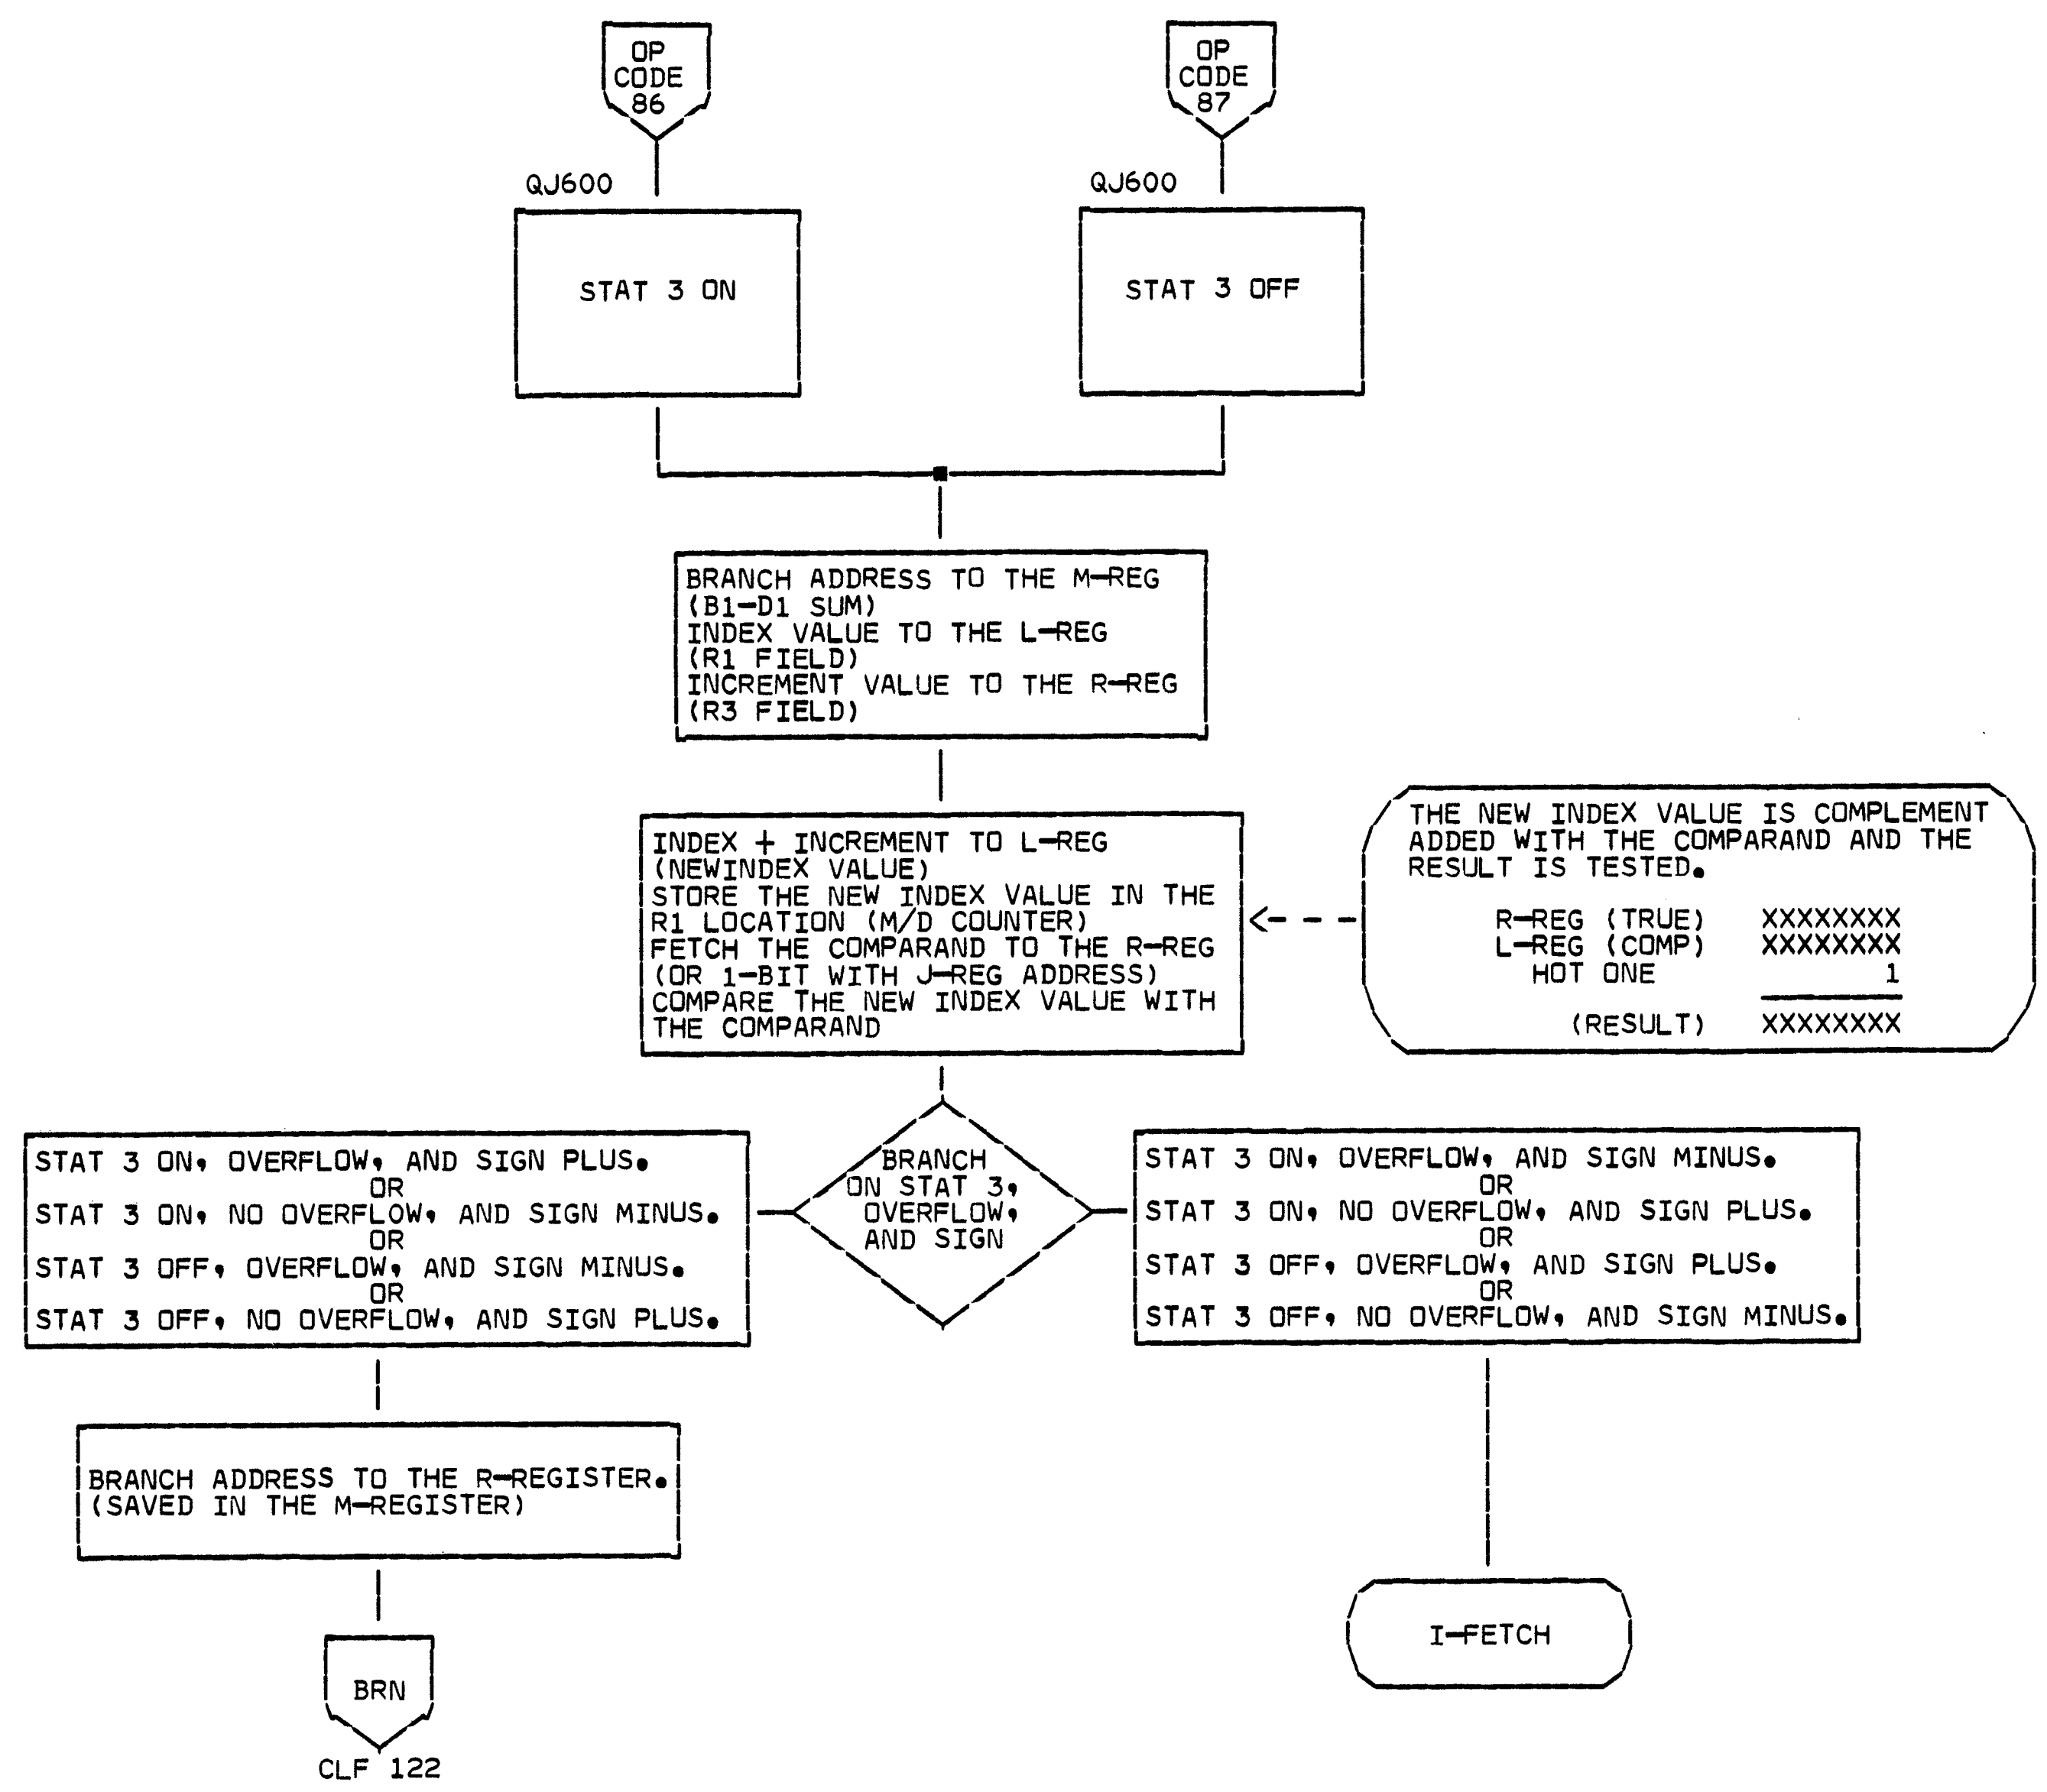 OP
CODE
86
OP
CODE
87
QJ600
QJ600
STAT 3 ON
STAT 3 OFF
BRANCH ADDRESS TO THE M-REG
(B1-D1 SUM)
INDEX VALUE TO THE L-REG
(R1 FIELD)
INCREMENT VALUE TO THE R-REG
(R3 FIELD)
INDEX + INCREMENT TO L-REG
(NEWINDEX VALUE)
STORE THE NEW INDEX VALUE IN THE
R1 LOCATION (M/D COUNTER)
FETCH THE COMPARAND TO THE R-REG
(OR 1-BIT WITH J-REG ADDRESS)
COMPARE THE NEW INDEX VALUE WITH
THE COMPARAND
THE NEW INDEX VALUE IS COMPLEMENT
ADDED WITH THE COMPARAND AND THE
RESULT IS TESTED.
R-REG (TRUE) XXXXXXXX
L-REG (COMP) XXXXXXXX
HOT ONE 1
(RESULT) XXXXXXXX
STAT 3 ON, OVERFLOW, AND SIGN PLUS.
OR
STAT 3 ON, NO OVERFLOW, AND SIGN MINUS.
OR
STAT 3 OFF, OVERFLOW, AND SIGN MINUS.
OR
STAT 3 OFF, NO OVERFLOW, AND SIGN PLUS.
BRANCH
ON STAT 3,
OVERFLOW,
AND SIGN
STAT 3 ON, OVERFLOW, AND SIGN MINUS.
OR
STAT 3 ON, NO OVERFLOW, AND SIGN PLUS.
OR
STAT 3 OFF, OVERFLOW, AND SIGN PLUS.
OR
STAT 3 OFF, NO OVERFLOW, AND SIGN MINUS.
BRANCH ADDRESS TO THE R-REGISTER.
(SAVED IN THE M-REGISTER)
I-FETCH
BRN
CLF 122